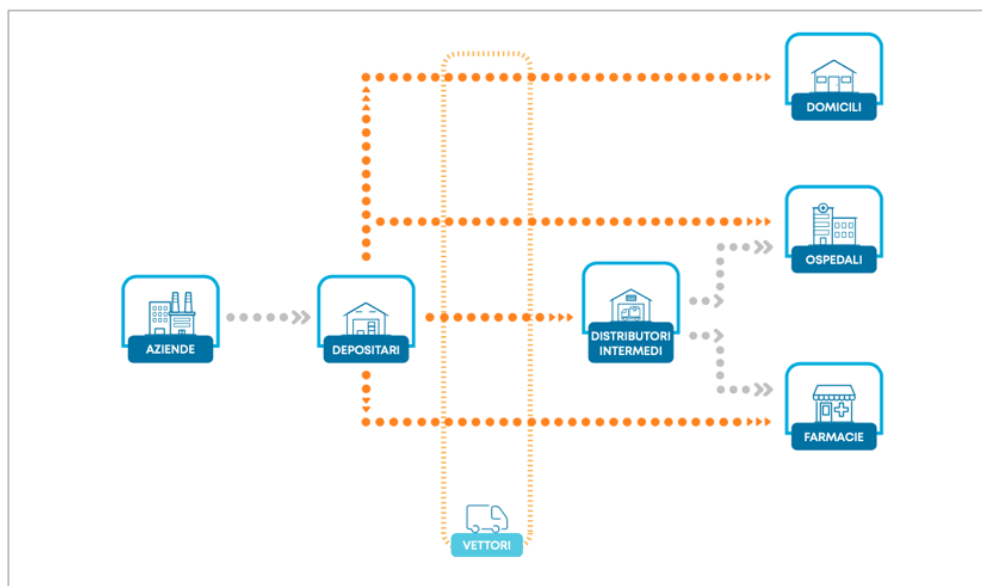 DOMICILI
OSPEDALI
AZIENDE
DEPOSITARI
DISTRIBUTORI
INTERMEDI
FARMACIE
VETTORI